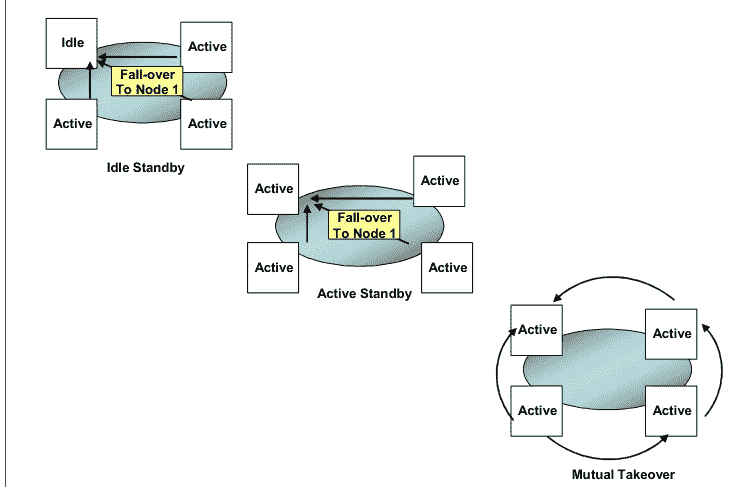 Idle
Active
Fall-over
To Node 1
Active
Active
Idle Standby
Active
Active
Fall-over
To Node 1
Active
Active
Active Standby
Active
Active
Active
Active
Mutual Takeover